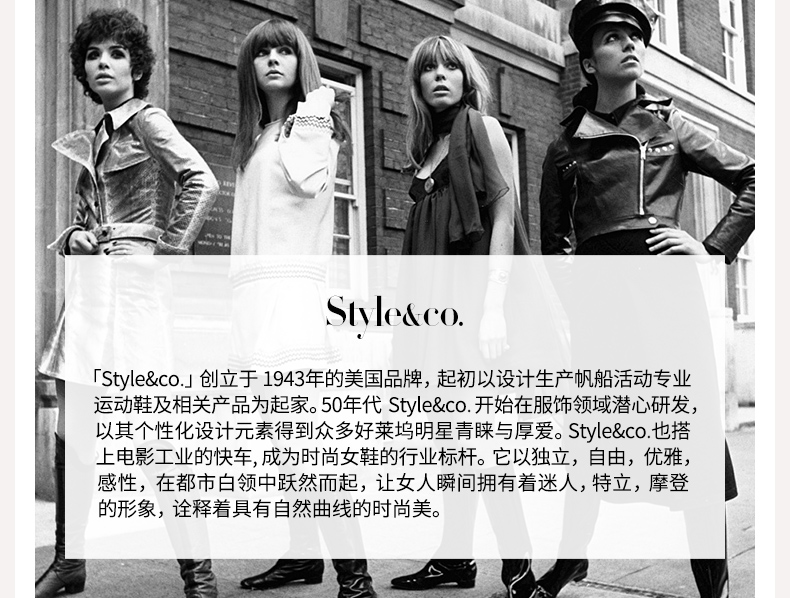 Style&co.
「Style&co.」创立于 1943年的美国品牌，起初以设计生产帆船活动专业
运动鞋及相关产品为起家。50年代 Style&co. 开始在服饰领域潜心研发，
以其个性化设计元素得到众多好莱坞明星青睐与厚爱。Style&co.也搭
上电影工业的快车，成为时尚女鞋的行业标杆。它以独立，自由，优雅，
感性，在都市白领中跃然而起，让女人瞬间拥有着迷人，特立，摩登
的形象，诠释着具有自然曲线的时尚美。